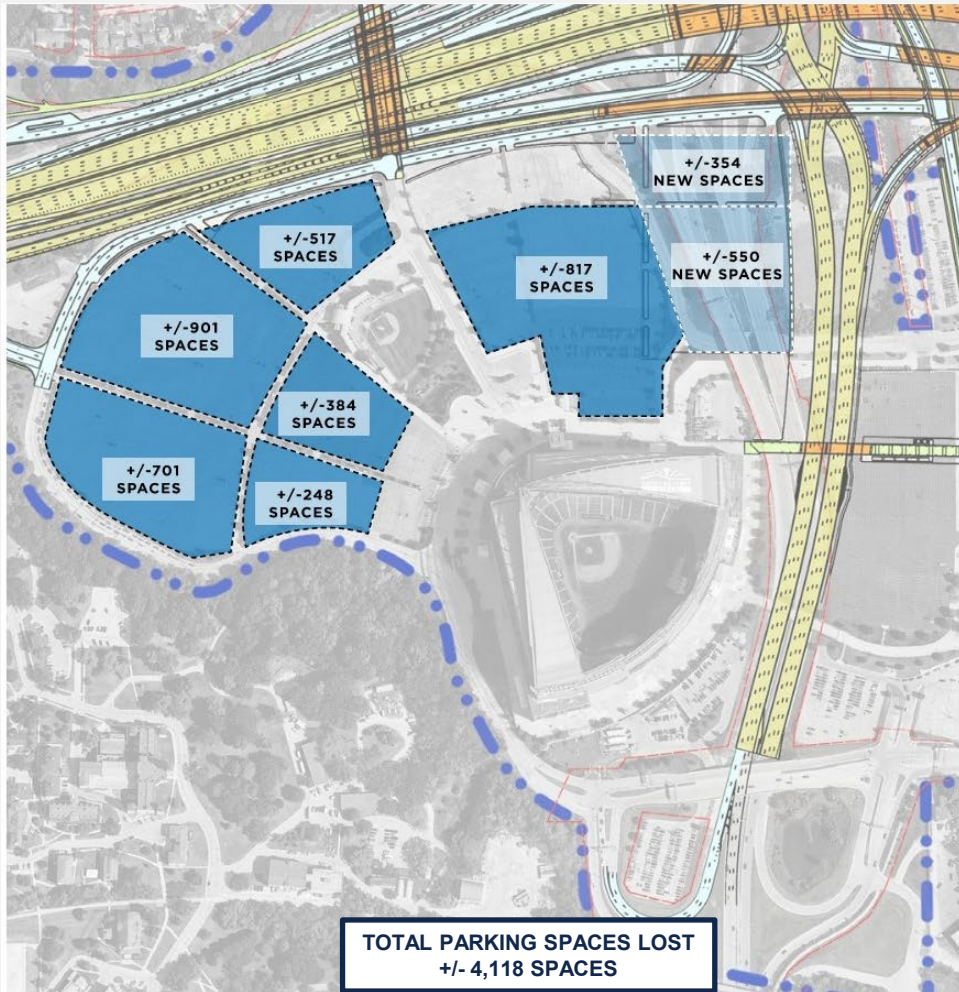 +/-354
NEW SPACES
+/-517
SPACES
+/-550
NEW SPACES
+/-817
SPACES
+/-901
SPACES
+/-384
SPACES
+/-701
SPACES
+/-248
SPACES
TOTAL PARKING SPACES LOST
+/- 4,118 SPACES